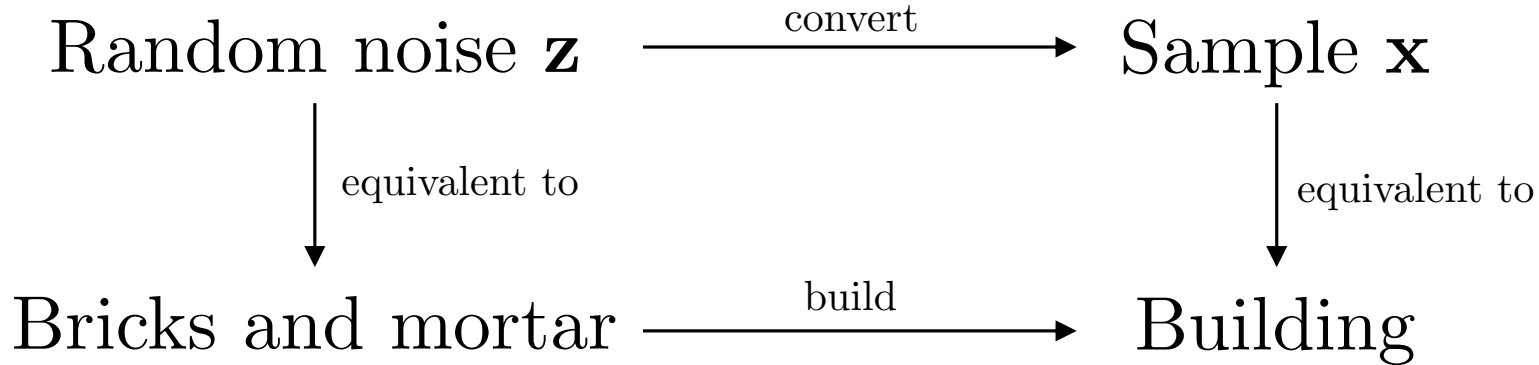 convert
Random noise z Sample x
equivalent to equivalent to
build
Bricks and mortar Building